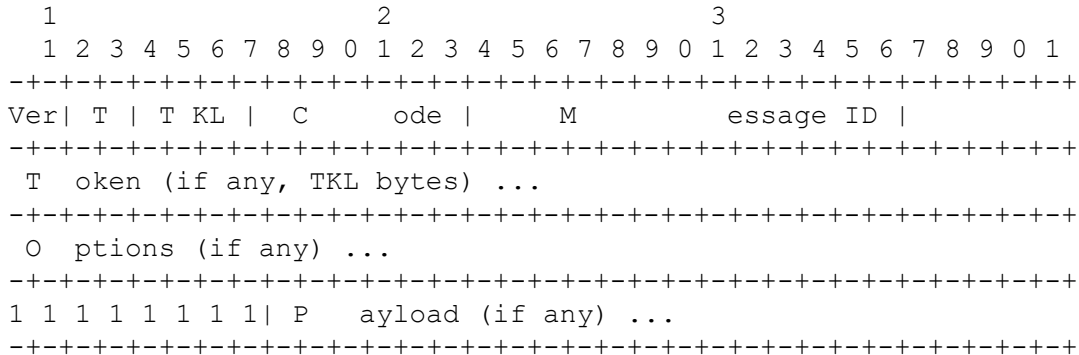 1                   2                   3
  1 2 3 4 5 6 7 8 9 0 1 2 3 4 5 6 7 8 9 0 1 2 3 4 5 6 7 8 9 0 1
-+-+-+-+-+-+-+-+-+-+-+-+-+-+-+-+-+-+-+-+-+-+-+-+-+-+-+-+-+-+-+-+
Ver| T | T KL |  C     ode |     M         essage ID |
-+-+-+-+-+-+-+-+-+-+-+-+-+-+-+-+-+-+-+-+-+-+-+-+-+-+-+-+-+-+-+-+
 T  oken (if any, TKL bytes) ...
-+-+-+-+-+-+-+-+-+-+-+-+-+-+-+-+-+-+-+-+-+-+-+-+-+-+-+-+-+-+-+-+
 O  ptions (if any) ...
-+-+-+-+-+-+-+-+-+-+-+-+-+-+-+-+-+-+-+-+-+-+-+-+-+-+-+-+-+-+-+-+
1 1 1 1 1 1 1 1| P   ayload (if any) ...
-+-+-+-+-+-+-+-+-+-+-+-+-+-+-+-+-+-+-+-+-+-+-+-+-+-+-+-+-+-+-+-+